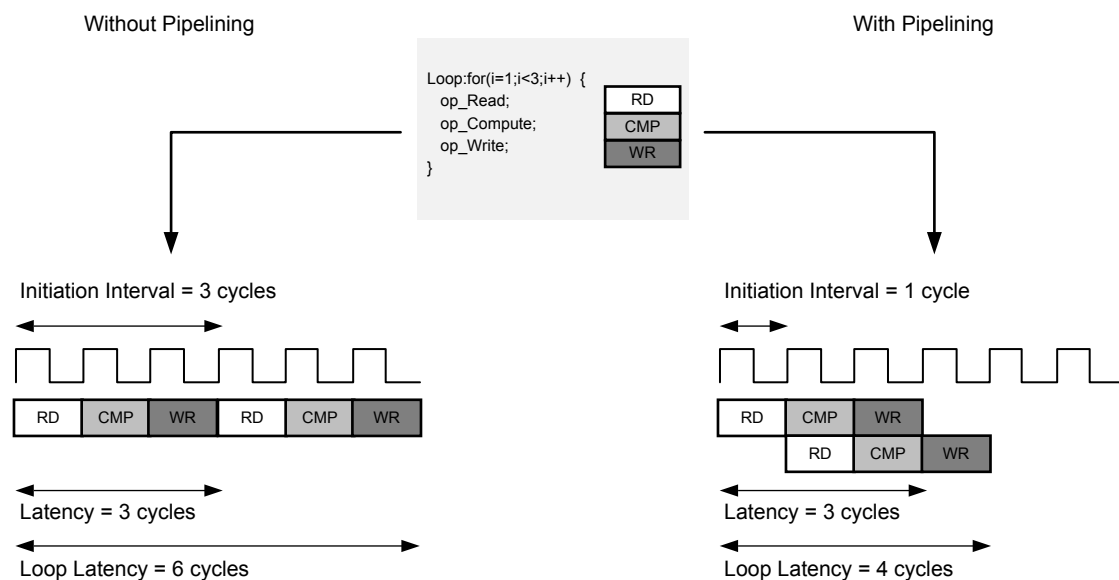 Without Pipelining
With Pipelining
Loop:for(i=1;i<3;i++) {
op_Read;
op_Compute;
op_Write;
}
RD
CMP
WR
Initiation Interval = 3 cycles
RD CMP WR RD CMP WR
Latency = 3 cycles
Loop Latency = 6 cycles
Initiation Interval = 1 cycle
RD CMP WR
RD CMP WR
Latency = 3 cycles
Loop Latency = 4 cycles